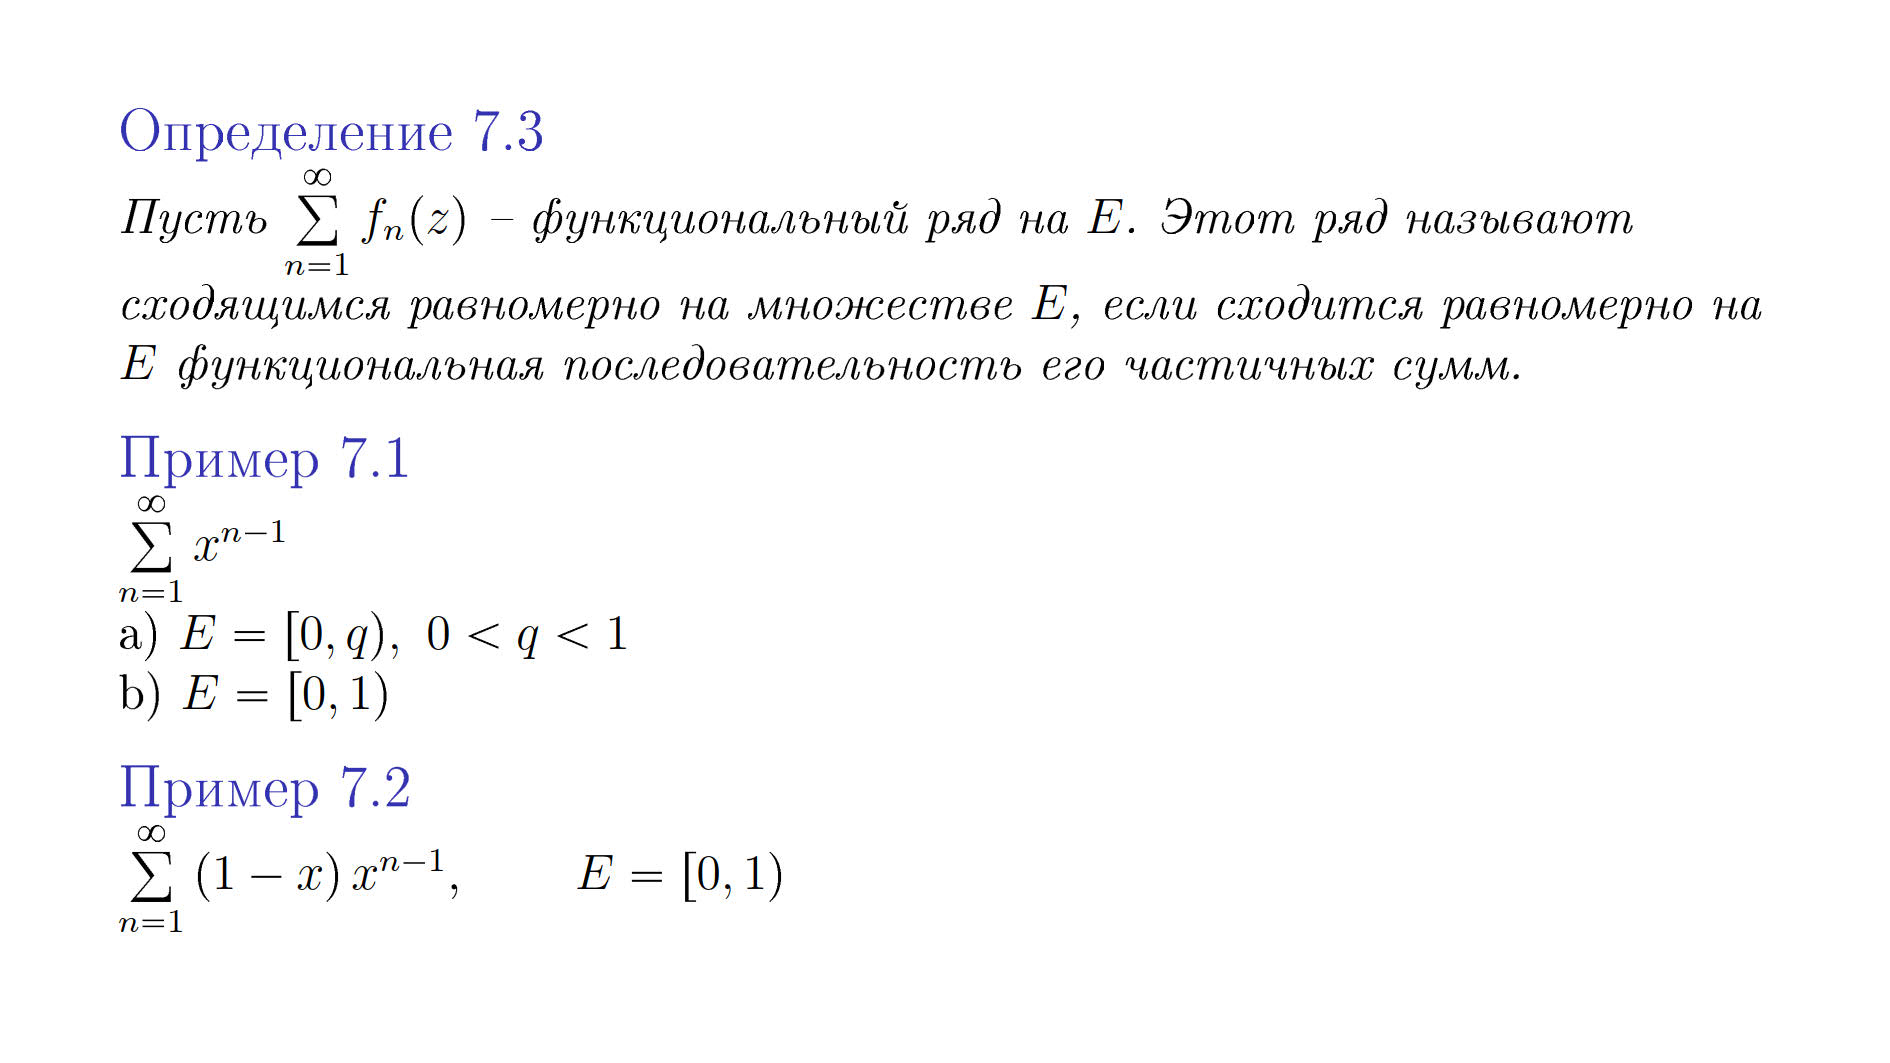 Определение 7.3
Пусть $\sum\limits_{n=1}^{\infty} f_n(z)$ – функциональный ряд на $E$. Этот ряд называют
сходящимся равномерно на множестве $E$, если сходится равномерно на
$E$ функциональная последовательность его частичных сумм.
Пример 7.1
$\sum\limits_{n=1}^{\infty} x^{n-1}$
a) $E = [0, q),\ 0 < q < 1$
b) $E = [0, 1)$
Пример 7.2
$\sum\limits_{n=1}^{\infty} (1 - x)\, x^{n-1}, \qquad E = [0, 1)$